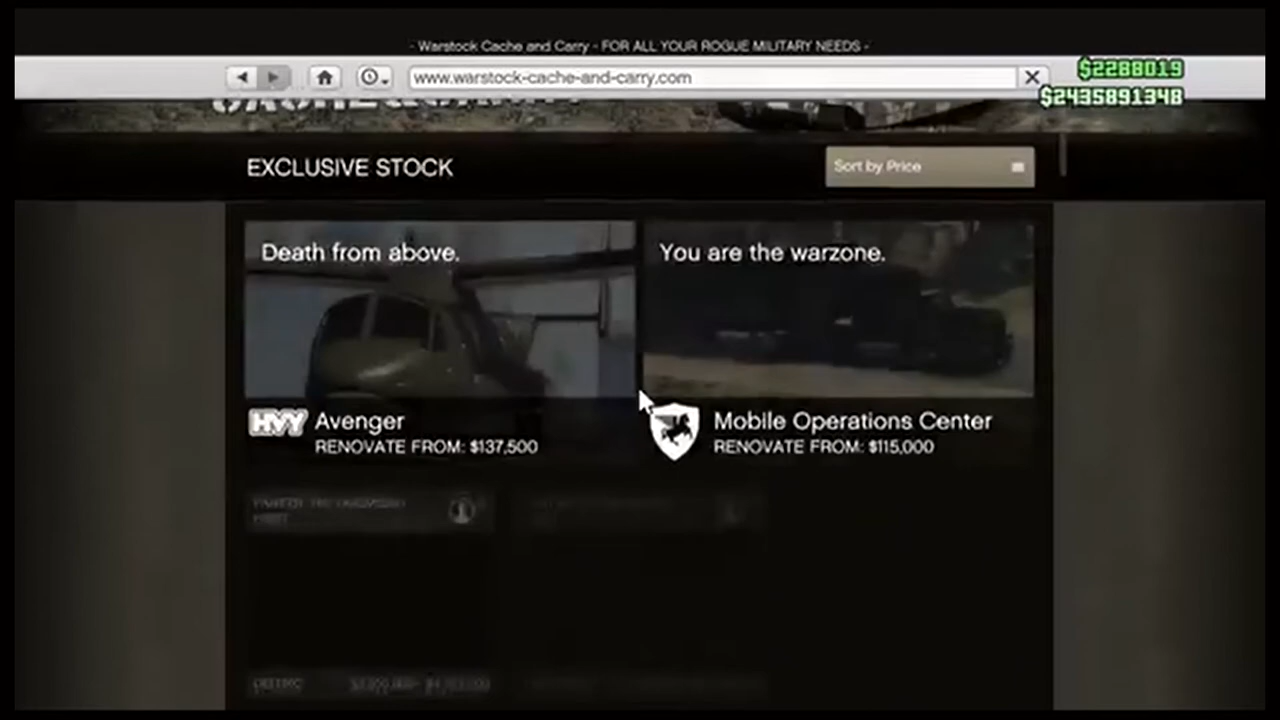 - Warstock Cache and Carry - FOR ALL YOUR ROGUE MILITARY NEEDS -
www.warstock-cache-and-carry.com
$2288019
$2435891348
EXCLUSIVE STOCK
Sort by Price
Death from above.
You are the warzone.
HVY
Avenger
RENOVATE FROM: $137,500
Mobile Operations Center
RENOVATE FROM: $115,000